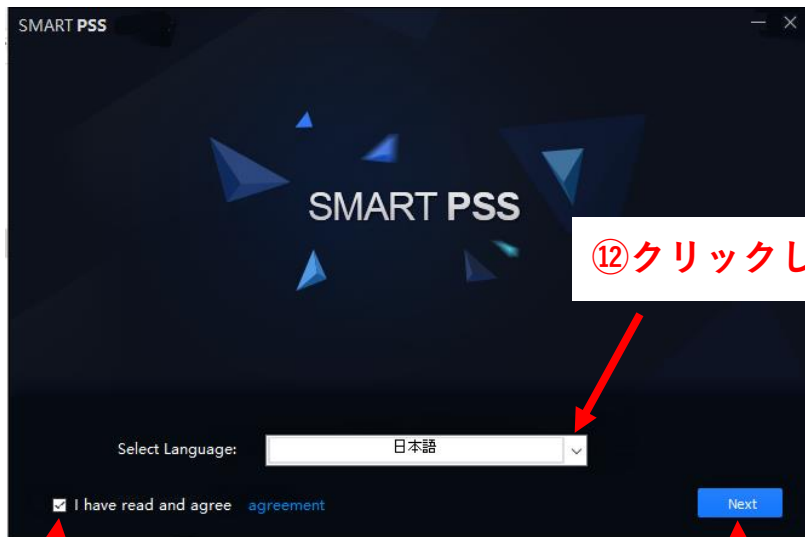 SMART PSS
SMART PSS
⑫クリックし
Select Language: 日本語
I have read and agree agreement
Next